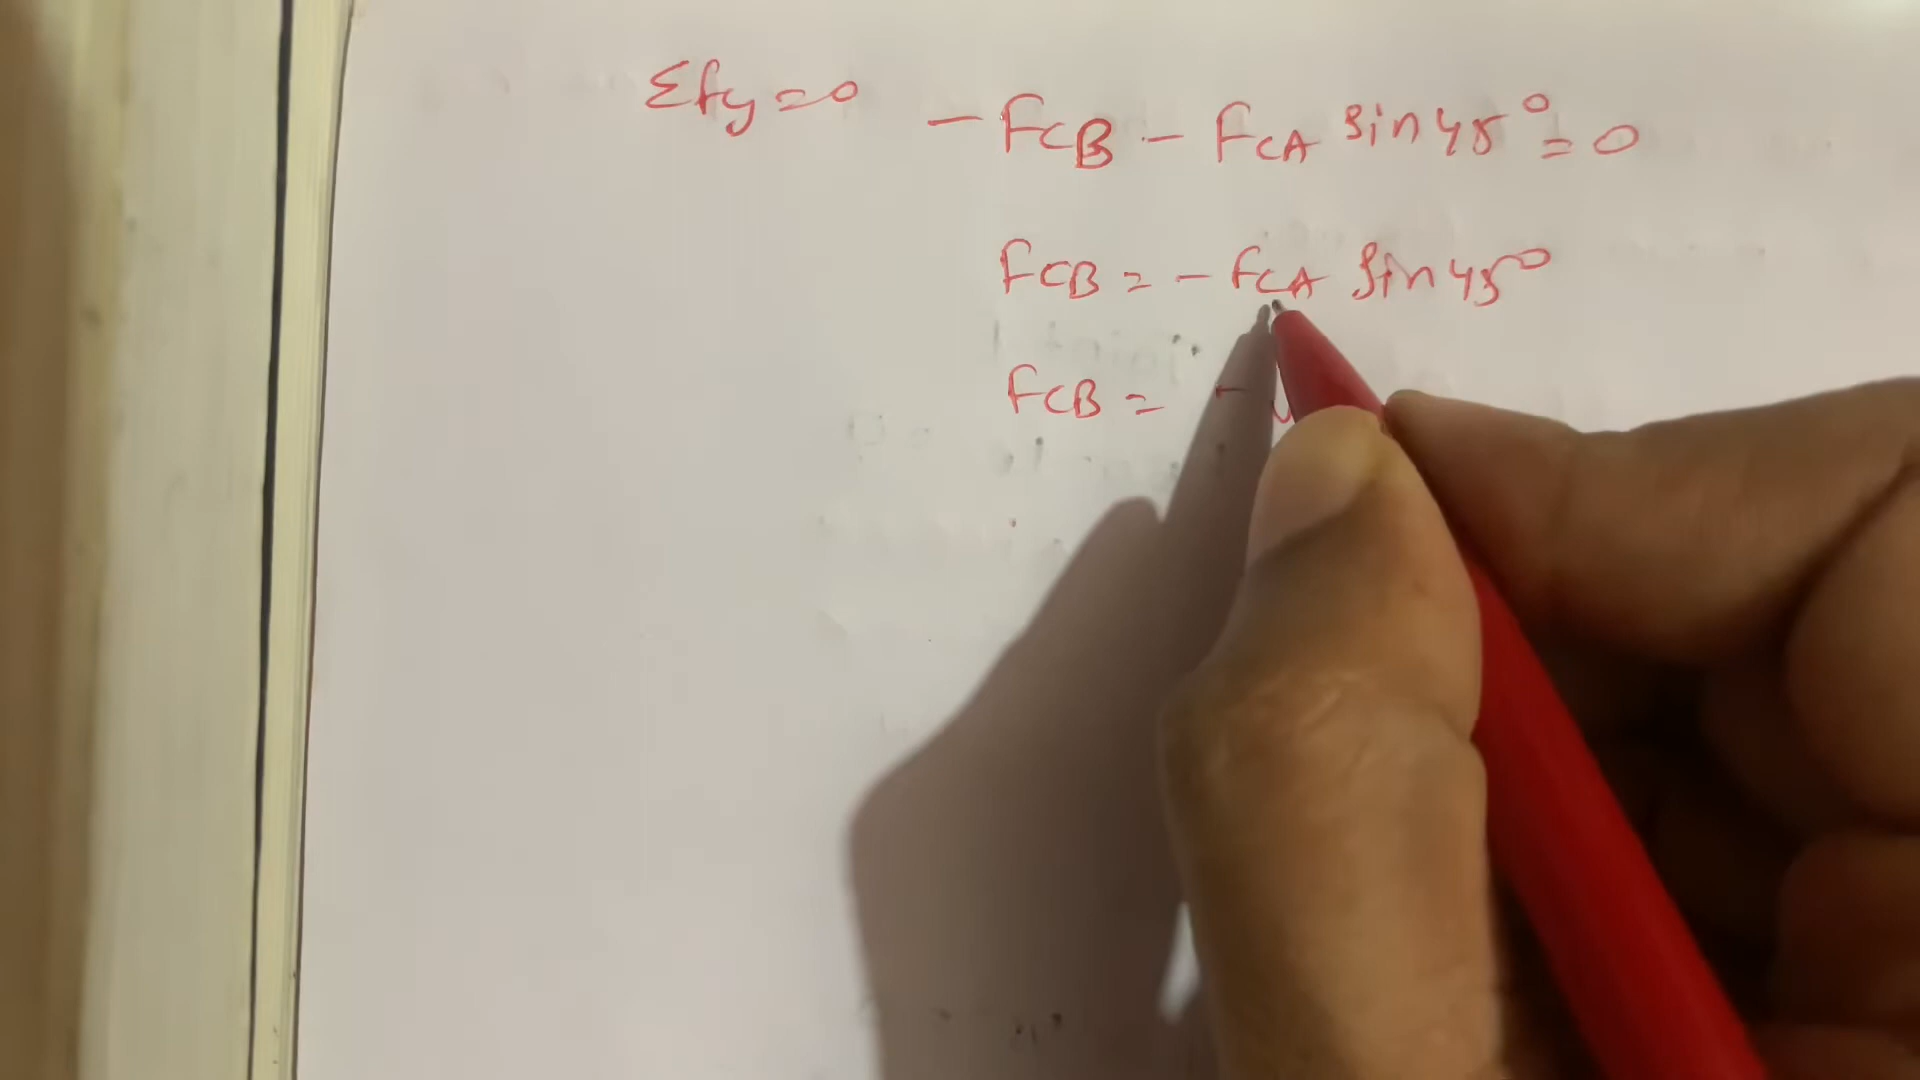 Σfy=0 -FCB - FCA sin45°=0
FCB = - FCA sin45°
FCB = -